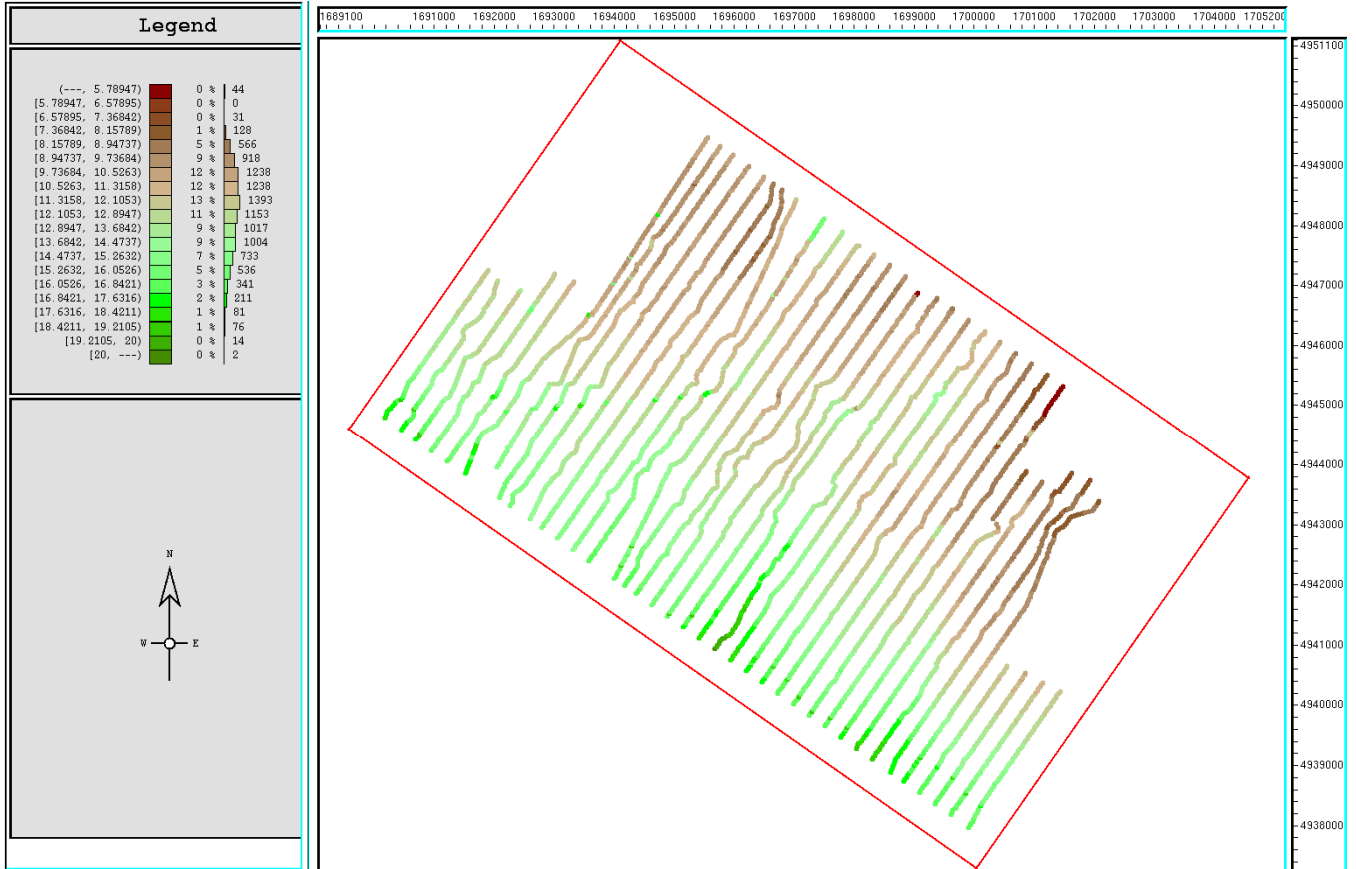 Legend
(---, 5.78947) 0 % 44
[5.78947, 6.57895) 0 % 0
[6.57895, 7.36842) 0 % 31
[7.36842, 8.15789) 1 % 128
[8.15789, 8.94737) 5 % 566
[8.94737, 9.73684) 9 % 918
[9.73684, 10.5263) 12 % 1238
[10.5263, 11.3158) 12 % 1238
[11.3158, 12.1053) 13 % 1393
[12.1053, 12.8947) 11 % 1153
[12.8947, 13.6842) 9 % 1017
[13.6842, 14.4737) 9 % 1004
[14.4737, 15.2632) 7 % 733
[15.2632, 16.0526) 5 % 536
[16.0526, 16.8421) 3 % 341
[16.8421, 17.6316) 2 % 211
[17.6316, 18.4211) 1 % 81
[18.4211, 19.2105) 1 % 76
[19.2105, 20) 0 % 14
[20, ---) 0 % 2
N
W E
1689100 1691000 1692000 1693000 1694000 1695000 1696000 1697000 1698000 1699000 1700000 1701000 1702000 1703000 1704000 1705200
4951100
4950000
4949000
4948000
4947000
4946000
4945000
4944000
4943000
4942000
4941000
4940000
4939000
4938000